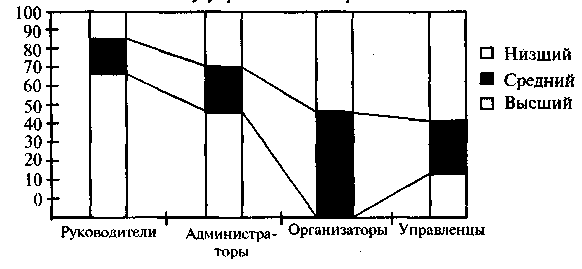 100
90
80
70
60
50
40
30
20
10
0
Низший
Средний
Высший
Руководители
Администра-
торы
Организаторы
Управленцы